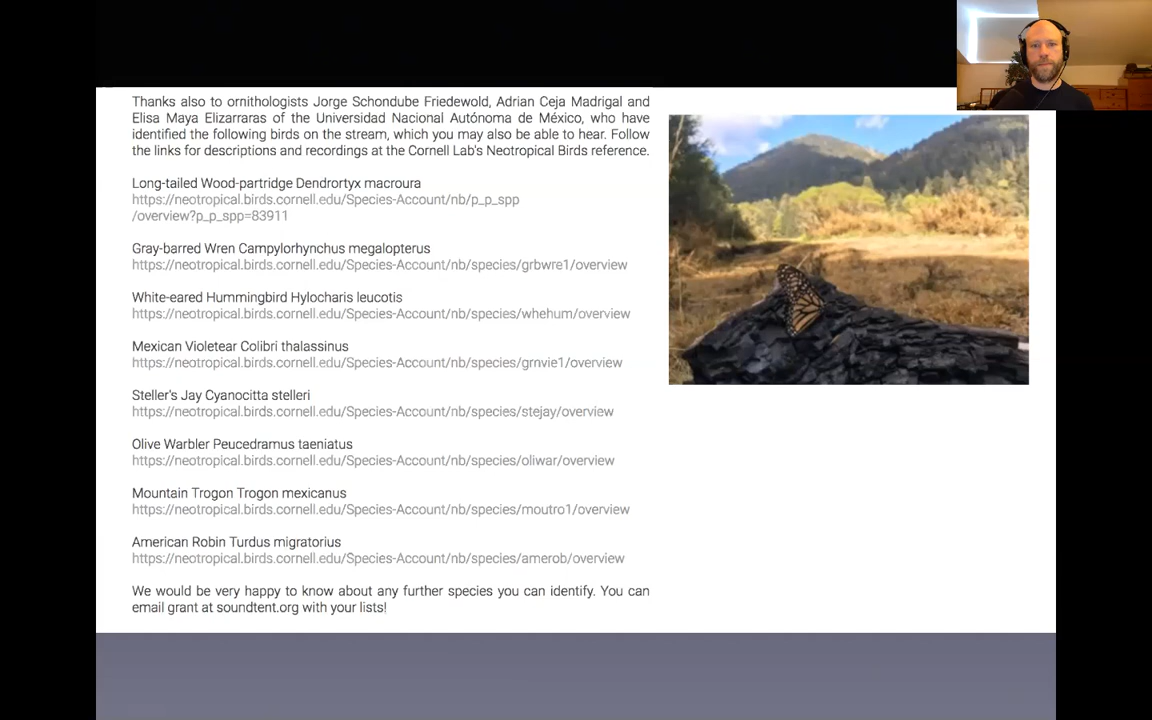 Thanks also to ornithologists Jorge Schondube Friedewold, Adrian Ceja Madrigal and
Elisa Maya Elizarraras of the Universidad Nacional Autónoma de México, who have
identified the following birds on the stream, which you may also be able to hear. Follow
the links for descriptions and recordings at the Cornell Lab's Neotropical Birds reference.
Long-tailed Wood-partridge Dendrortyx macroura
https://neotropical.birds.cornell.edu/Species-Account/nb/p_p_spp
/overview?p_p_spp=83911
Gray-barred Wren Campylorhynchus megalopterus
https://neotropical.birds.cornell.edu/Species-Account/nb/species/grbwre1/overview
White-eared Hummingbird Hylocharis leucotis
https://neotropical.birds.cornell.edu/Species-Account/nb/species/whehum/overview
Mexican Violetear Colibri thalassinus
https://neotropical.birds.cornell.edu/Species-Account/nb/species/grnvie1/overview
Steller's Jay Cyanocitta stelleri
https://neotropical.birds.cornell.edu/Species-Account/nb/species/stejay/overview
Olive Warbler Peucedramus taeniatus
https://neotropical.birds.cornell.edu/Species-Account/nb/species/oliwar/overview
Mountain Trogon Trogon mexicanus
https://neotropical.birds.cornell.edu/Species-Account/nb/species/moutro1/overview
American Robin Turdus migratorius
https://neotropical.birds.cornell.edu/Species-Account/nb/species/amerob/overview
We would be very happy to know about any further species you can identify. You can
email grant at soundtent.org with your lists!